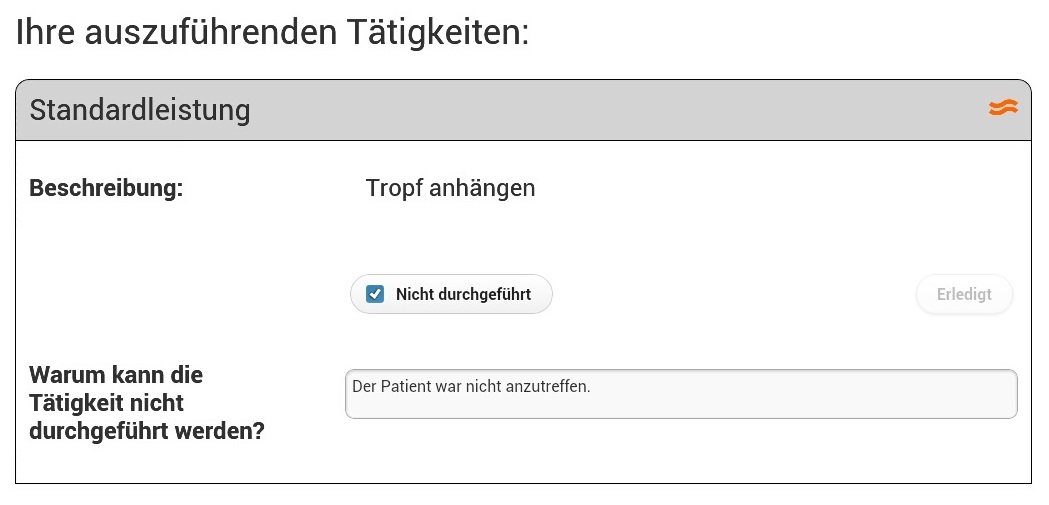 Ihre auszuführenden Tätigkeiten:
Standardleistung
Beschreibung: Tropf anhängen
Nicht durchgeführt Erledigt
Warum kann die
Tätigkeit nicht
durchgeführt werden?
Der Patient war nicht anzutreffen.